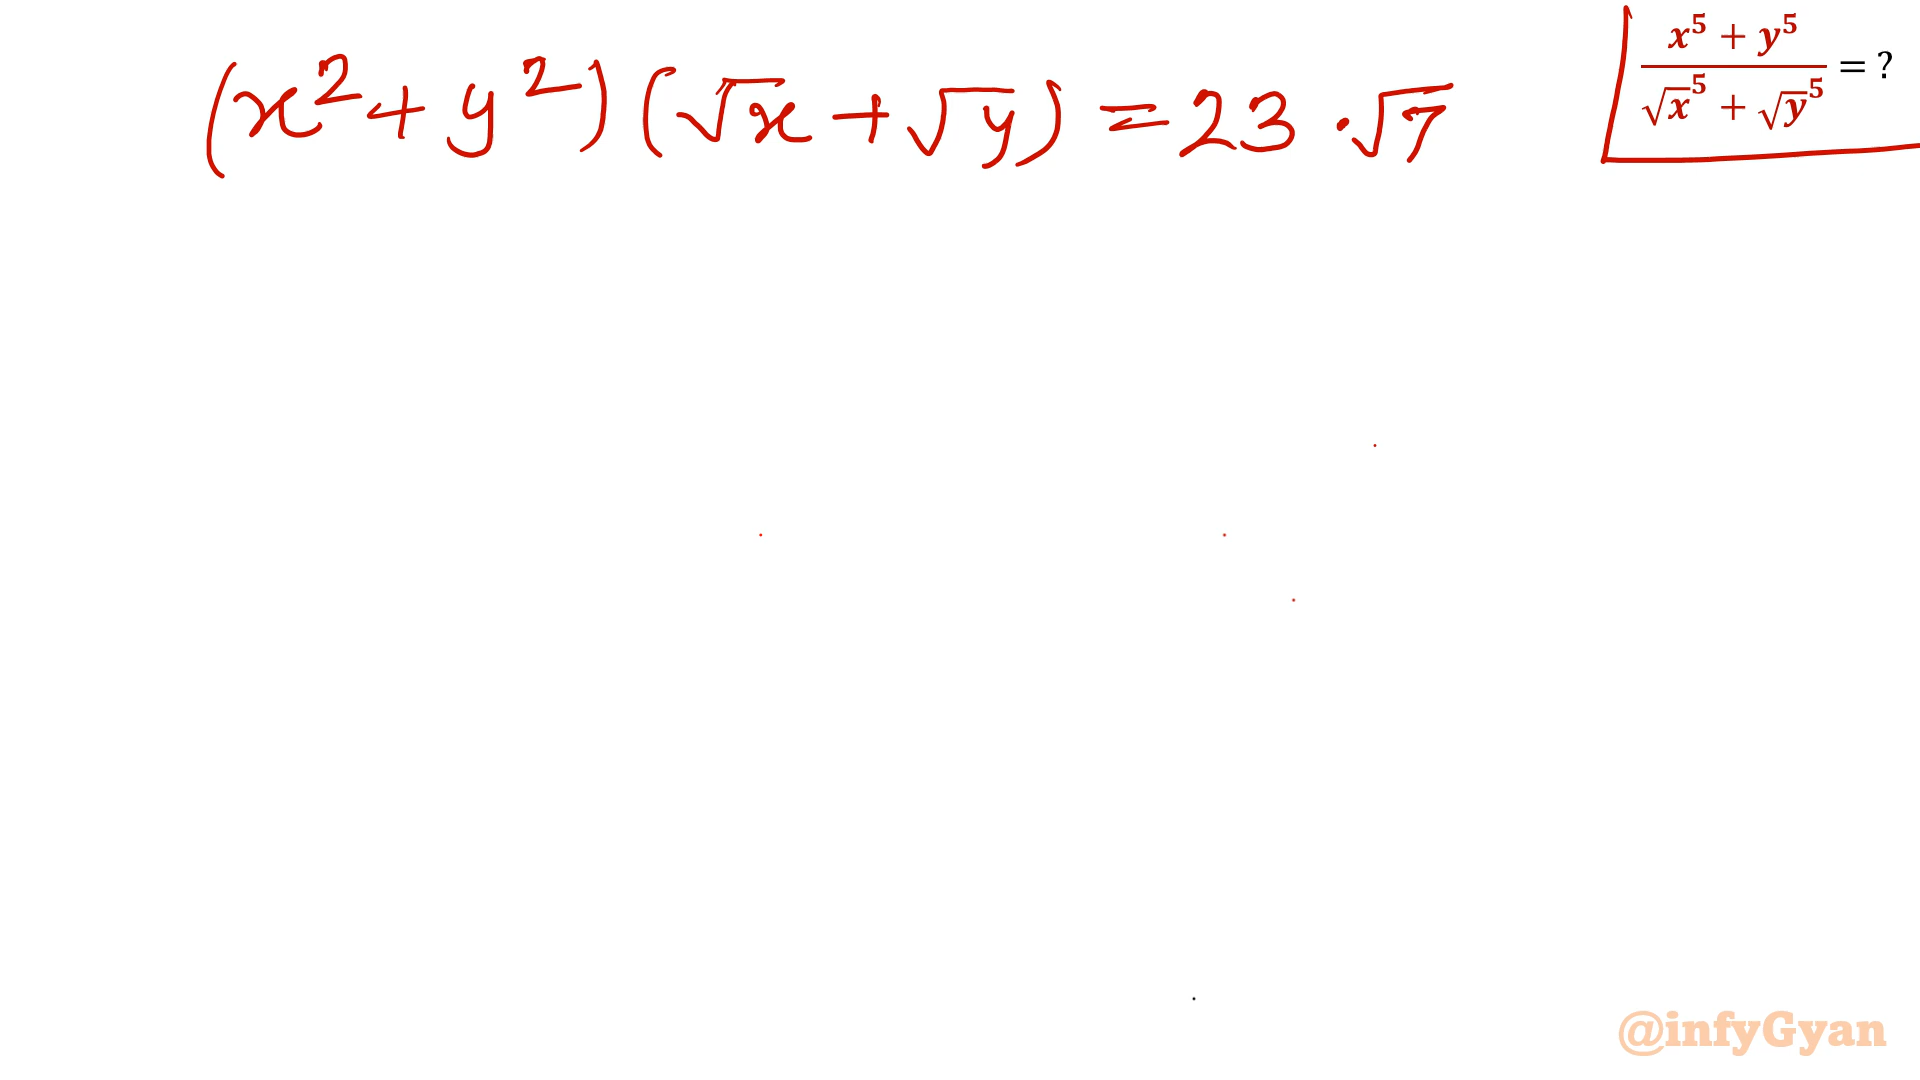 (x² + y²)(√x + √y) = 23 · √7
x⁵ + y⁵ / √x⁵ + √y⁵ = ?
@infyGyan